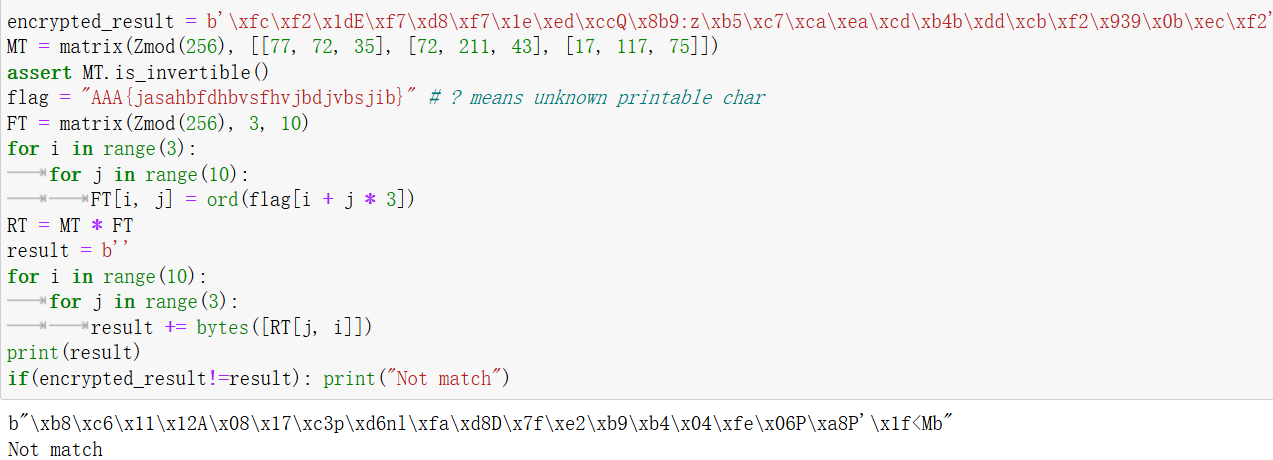 encrypted_result = b'\xfc\xf2\x1dE\xf7\xd8\xf7\x1e\xed\xccQ\x8b9:z\xb5\xc7\xca\xea\xcd\xb4b\xdd\xcb\xf2\x939\x0b\xec\xf2'
MT = matrix(Zmod(256), [[77, 72, 35], [72, 211, 43], [17, 117, 75]])
assert MT.is_invertible()
flag = "AAA{jasahbfdhbvsfhvjbdjvbsjib}" # ? means unknown printable char
FT = matrix(Zmod(256), 3, 10)
for i in range(3):
for j in range(10):
FT[i, j] = ord(flag[i + j * 3])
RT = MT * FT
result = b''
for i in range(10):
for j in range(3):
result += bytes([RT[j, i]])
print(result)
if(encrypted_result!=result): print("Not match")
b"\xb8\xc6\x11\x12A\x08\x17\xc3p\xd6nl\xfa\xd8D\x7f\xe2\xb9\xb4\x04\xfe\x06P\xa8P'\x1f<Mb"
Not match